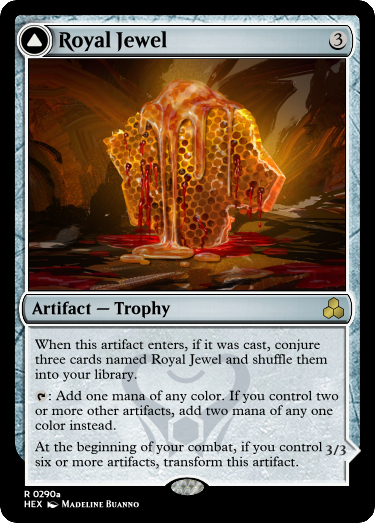 Royal Jewel 3
Artifact — Trophy
When this artifact enters, if it was cast, conjure
three cards named Royal Jewel and shuffle them
into your library.
: Add one mana of any color. If you control two
or more other artifacts, add two mana of any one
color instead.
At the beginning of your combat, if you control
six or more artifacts, transform this artifact.
3/3
R 0290a
HEX Madeline Buanno